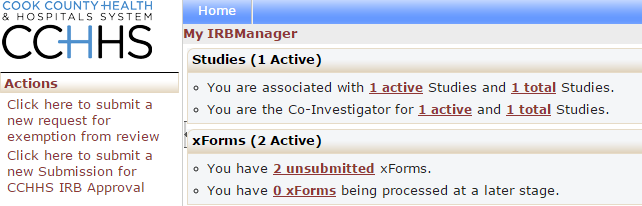 COOK COUNTY HEALTH
& HOSPITALS SYSTEM
CCHHS
Actions
Click here to submit a
new request for
exemption from review
Click here to submit a
new Submission for
CCHHS IRB Approval
Home
My IRBManager
Studies (1 Active)
You are associated with 1 active Studies and 1 total Studies.
You are the Co-Investigator for 1 active and 1 total Studies.
xForms (2 Active)
You have 2 unsubmitted xForms.
You have 0 xForms being processed at a later stage.